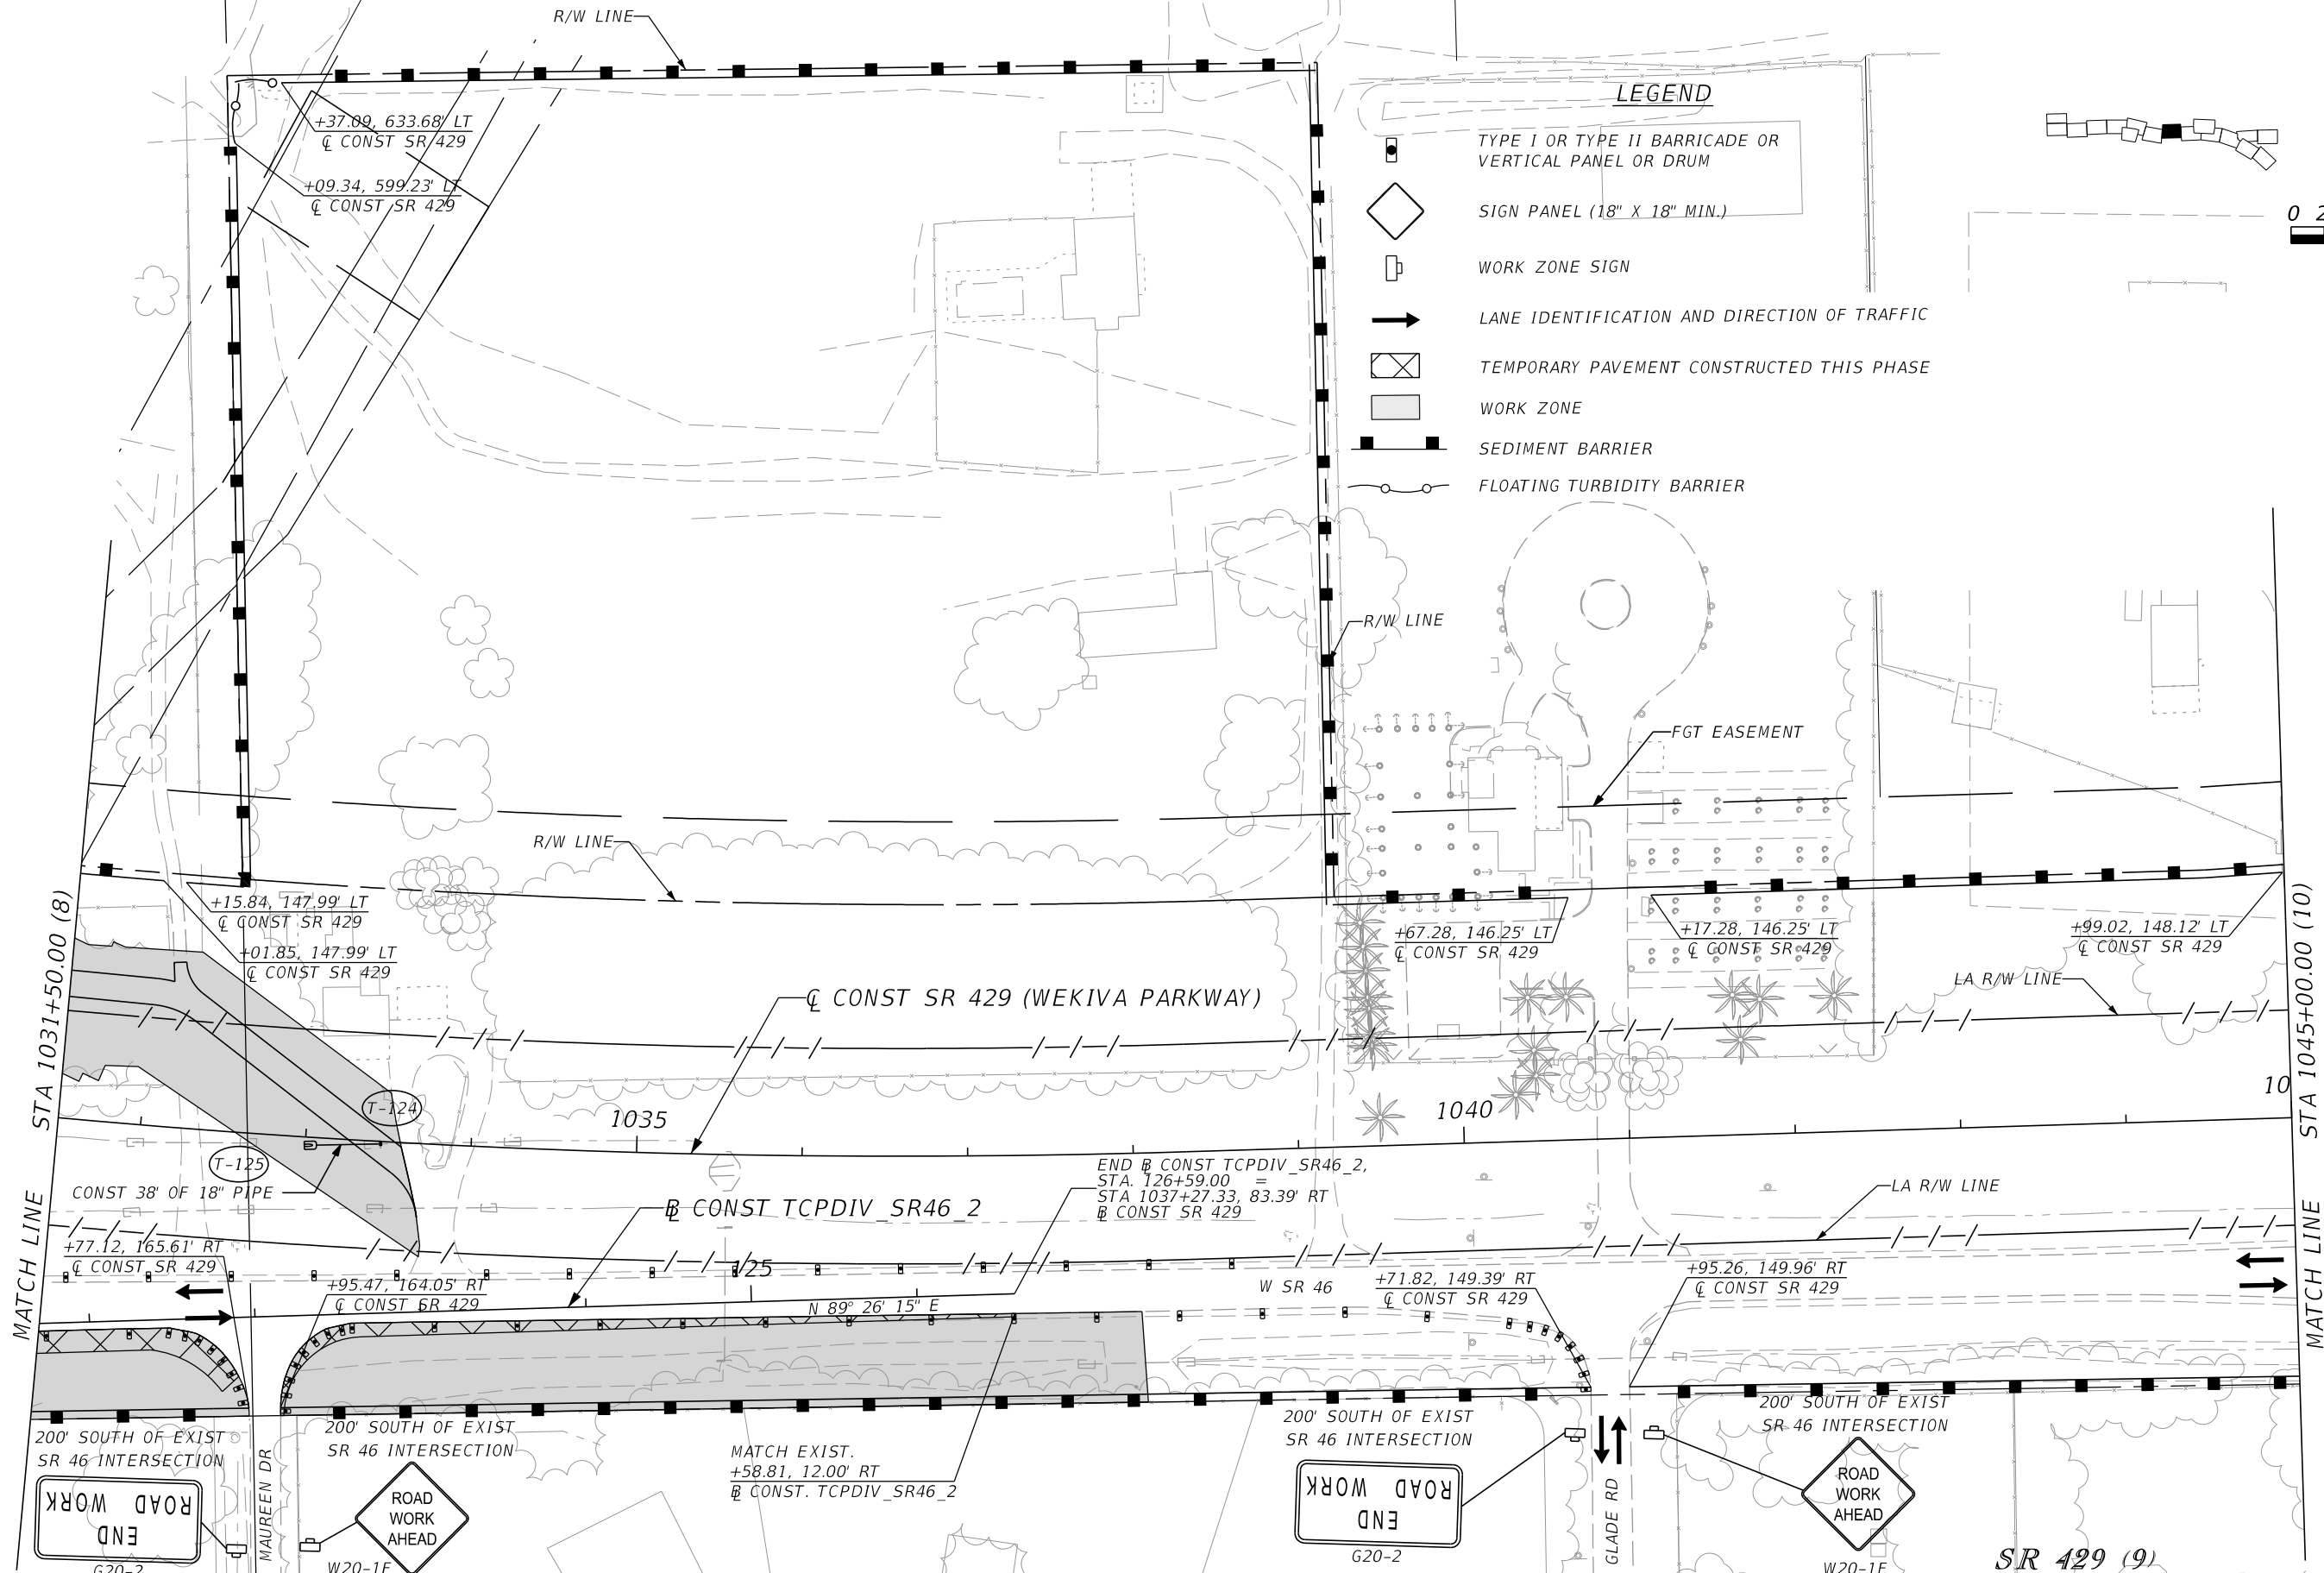 R/W LINE
LEGEND
TYPE I OR TYPE II BARRICADE OR
VERTICAL PANEL OR DRUM
SIGN PANEL (18" X 18" MIN.)
WORK ZONE SIGN
LANE IDENTIFICATION AND DIRECTION OF TRAFFIC
TEMPORARY PAVEMENT CONSTRUCTED THIS PHASE
WORK ZONE
SEDIMENT BARRIER
FLOATING TURBIDITY BARRIER
0 2
+37.09, 633.68' LT
℄ CONST SR 429
+09.34, 599.23' LT
℄ CONST SR 429
R/W LINE
FGT EASEMENT
R/W LINE
+15.84, 147.99' LT
℄ CONST SR 429
+01.85, 147.99' LT
℄ CONST SR 429
+67.28, 146.25' LT
℄ CONST SR 429
+17.28, 146.25' LT
℄ CONST SR 429
+99.02, 148.12' LT
℄ CONST SR 429
LA R/W LINE
℄ CONST SR 429 (WEKIVA PARKWAY)
MATCH LINE STA 1031+50.00 (8)
MATCH LINE STA 1045+00.00 (10)
T-124
1035
1040
10
T-125
CONST 38' OF 18" PIPE
END B CONST TCPDIV_SR46_2,
STA. 126+59.00 =
STA 1037+27.33, 83.39' RT
B CONST SR 429
B CONST TCPDIV_SR46_2
LA R/W LINE
+77.12, 165.61' RT
℄ CONST SR 429
+95.47, 164.05' RT
℄ CONST SR 429
125
N 89° 26' 15" E
W SR 46
+71.82, 149.39' RT
℄ CONST SR 429
+95.26, 149.96' RT
℄ CONST SR 429
200' SOUTH OF EXIST
SR 46 INTERSECTION
200' SOUTH OF EXIST
SR 46 INTERSECTION
MATCH EXIST.
+58.81, 12.00' RT
B CONST. TCPDIV_SR46_2
200' SOUTH OF EXIST
SR 46 INTERSECTION
200' SOUTH OF EXIST
SR 46 INTERSECTION
END
ROAD WORK
G20-2
MAUREEN DR
ROAD
WORK
AHEAD
W20-1F
END
ROAD WORK
G20-2
GLADE RD
ROAD
WORK
AHEAD
W20-1F
SR 429 (9)